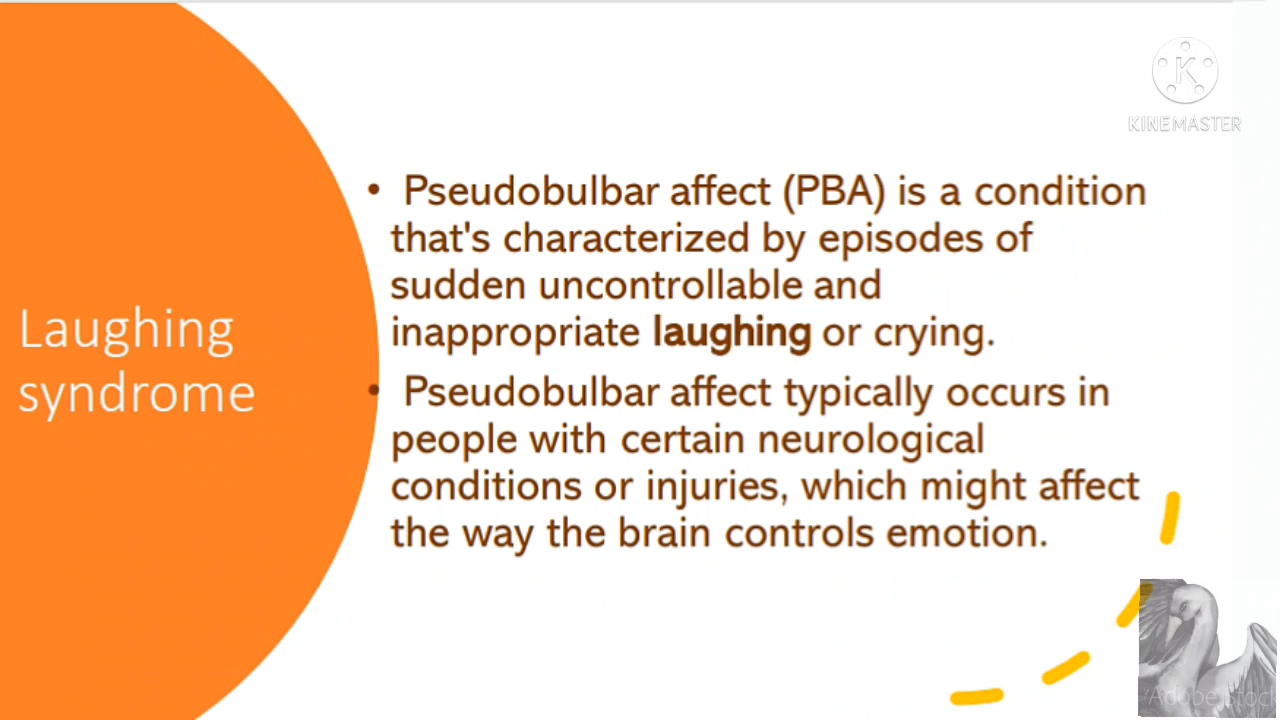 KINEMASTER
Laughing
syndrome
• Pseudobulbar affect (PBA) is a condition
that's characterized by episodes of
sudden uncontrollable and
inappropriate laughing or crying.
• Pseudobulbar affect typically occurs in
people with certain neurological
conditions or injuries, which might affect
the way the brain controls emotion.
Adobe Stock